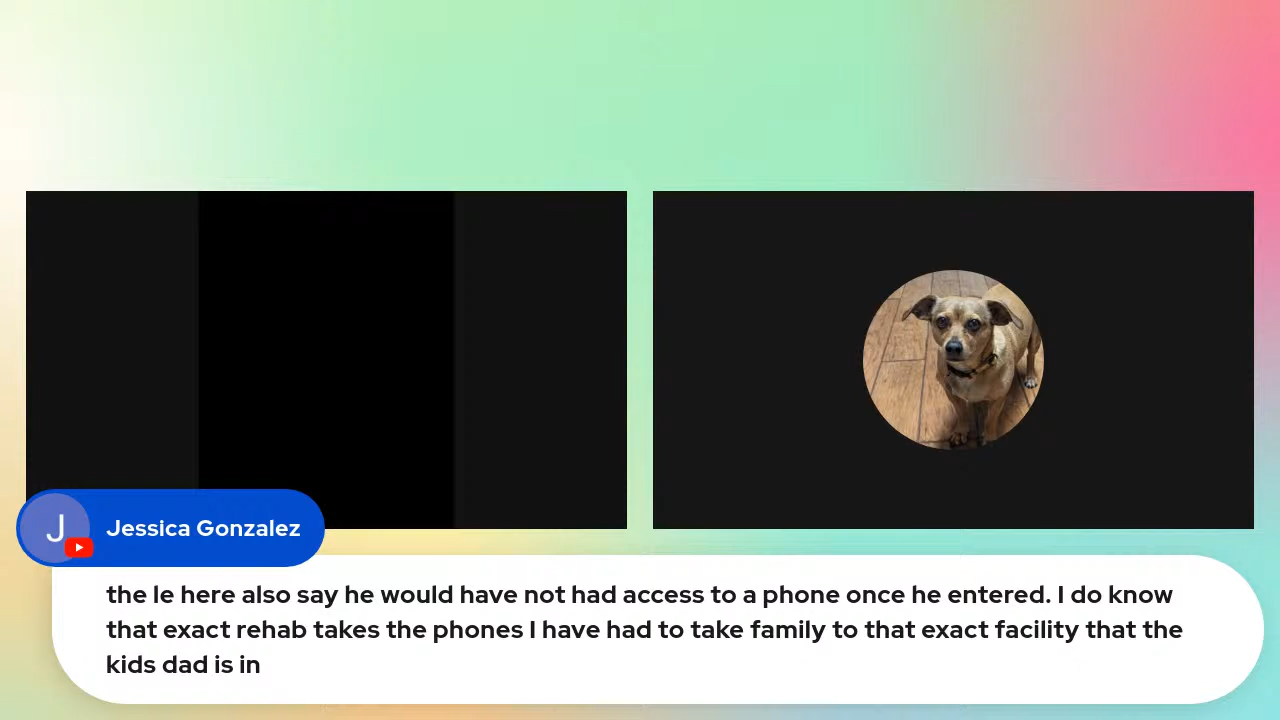 J
Jessica Gonzalez
the le here also say he would have not had access to a phone once he entered. I do know
that exact rehab takes the phones I have had to take family to that exact facility that the
kids dad is in